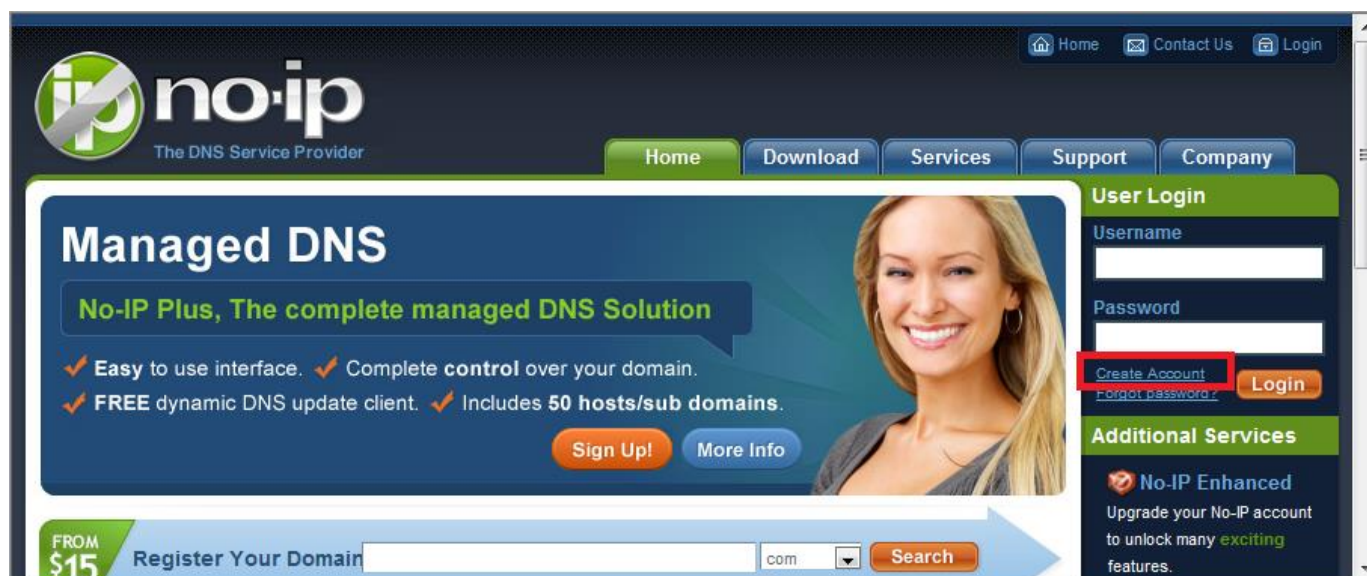 Home Contact Us Login
ip no·ip
The DNS Service Provider
Home Download Services Support Company
Managed DNS
No-IP Plus, The complete managed DNS Solution
Easy to use interface. Complete control over your domain.
FREE dynamic DNS update client. Includes 50 hosts/sub domains.
Sign Up! More Info
FROM
$15
Register Your Domain com Search
User Login
Username
Password
Create Account
Forgot password?
Login
Additional Services
No-IP Enhanced
Upgrade your No-IP account
to unlock many exciting
features.